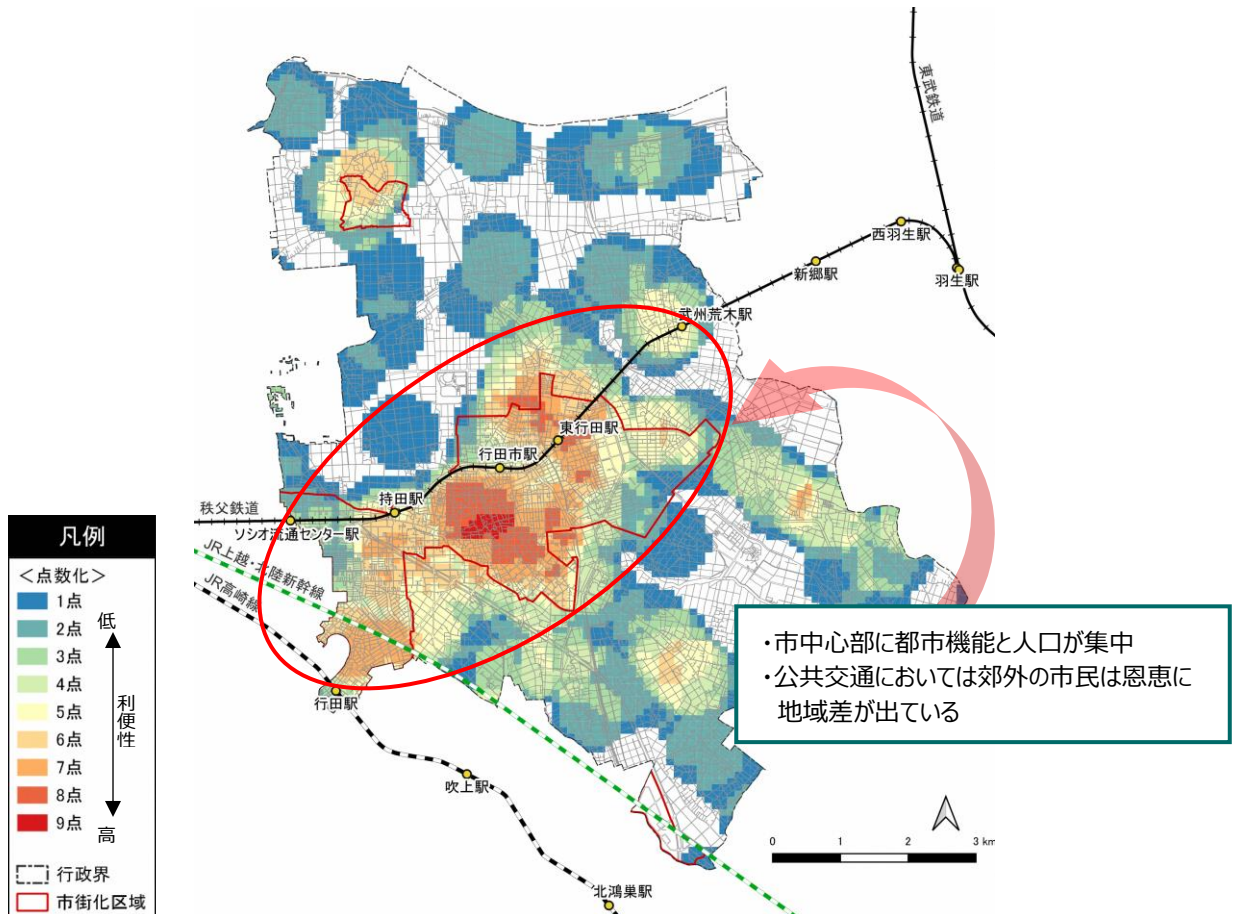 東武鉄道
西羽生駅
新郷駅
羽生駅
武州荒木駅
東行田駅
行田市駅
持田駅
秩父鉄道
ソシオ流通センター駅
JR上越・北陸新幹線
JR高崎線
行田駅
吹上駅
北鴻巣駅
凡例
<点数化>
1点
2点
3点
4点
5点
6点
7点
8点
9点
低
利便性
高
行政界
市街化区域
・市中心部に都市機能と人口が集中
・公共交通においては郊外の市民は恩恵に
地域差が出ている
0 1 2 3 km